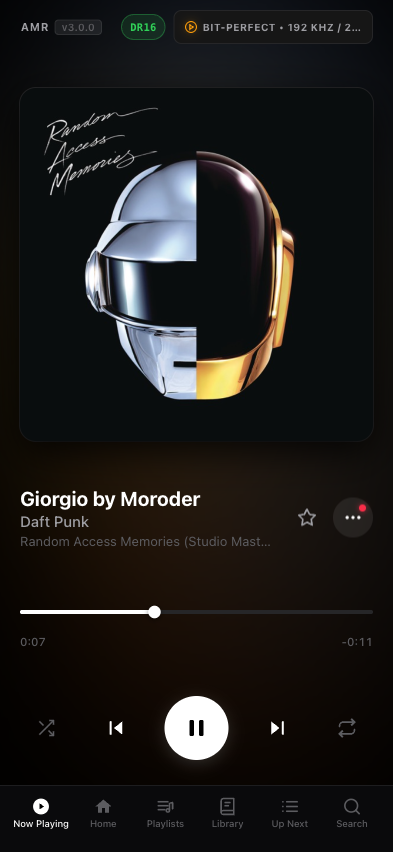 AMR v3.0.0 DR16 BIT-PERFECT • 192 KHZ / 2...
Random
Access
Memories
Giorgio by Moroder
Daft Punk
Random Access Memories (Studio Mast...
0:07 -0:11
Now Playing Home Playlists Library Up Next Search